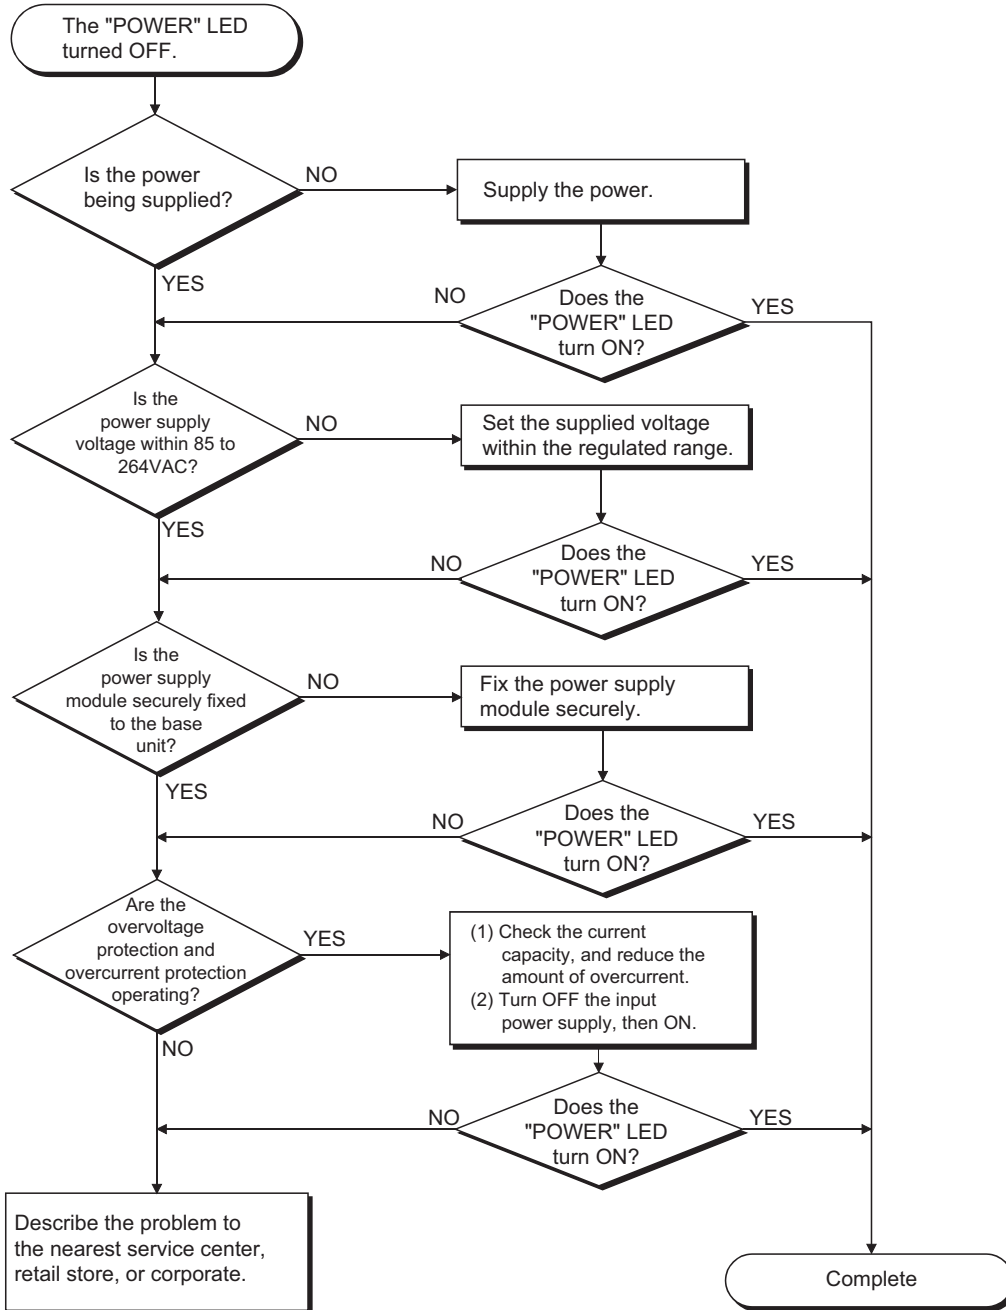 The "POWER" LED
turned OFF.
Is the power
being supplied?
NO
Supply the power.
YES
NO
Does the
"POWER" LED
turn ON?
YES
Is the
power supply
voltage within 85 to
264VAC?
NO
Set the supplied voltage
within the regulated range.
YES
NO
Does the
"POWER" LED
turn ON?
YES
Is the
power supply
module securely fixed
to the base
unit?
NO
Fix the power supply
module securely.
YES
NO
Does the
"POWER" LED
turn ON?
YES
Are the
overvoltage
protection and
overcurrent protection
operating?
YES
(1) Check the current
capacity, and reduce the
amount of overcurrent.
(2) Turn OFF the input
power supply, then ON.
NO
NO
Does the
"POWER" LED
turn ON?
YES
Describe the problem to
the nearest service center,
retail store, or corporate.
Complete